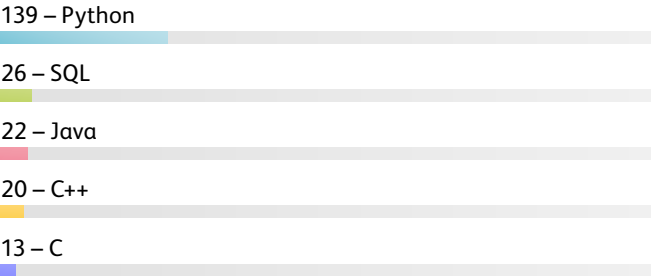 139 – Python
26 – SQL
22 – Java
20 – C++
13 – C